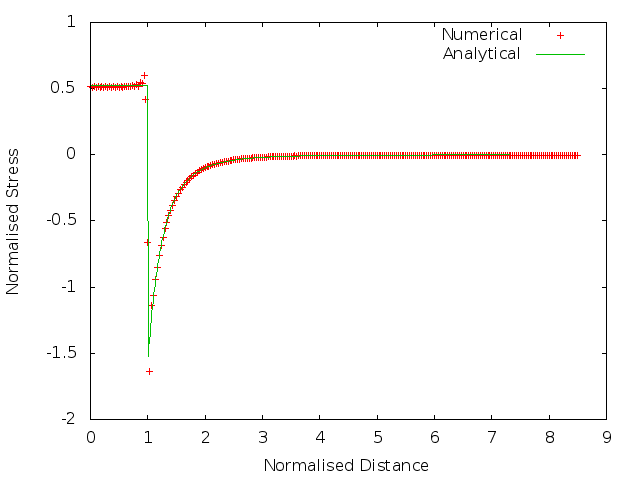 1
Numerical
Analytical
0.5
0
-0.5
-1
-1.5
-2
Normalised Stress
0 1 2 3 4 5 6 7 8 9
Normalised Distance